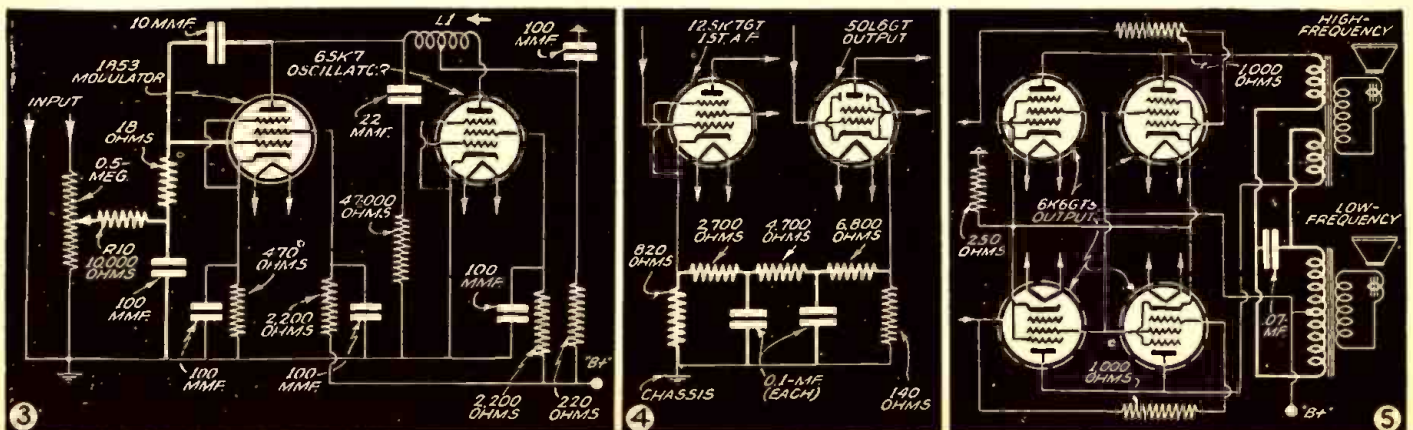 10 MMF.
1853
MODULATOR
INPUT
18
OHMS
0.5-
MEG.
R10
10,000
OHMS
100
MMF.
100
MMF.
470
OHMS
2,200
OHMS
100
MMF.
L1
6SK7
OSCILLATOR
22
MMF.
47,000
OHMS
100
MMF.
100
MMF.
2,200
OHMS
220
OHMS
"B+"
3
12SK7GT
1ST. A.F.
50L6GT
OUTPUT
820
OHMS
2,700
OHMS
4,700
OHMS
6,800
OHMS
CHASSIS
0.1-MF.
(EACH)
140
OHMS
4
HIGH-
FREQUENCY
1,000
OHMS
250
OHMS
6K6GTS
OUTPUT
LOW-
FREQUENCY
.07-
MF.
1,000
OHMS
"B+"
5